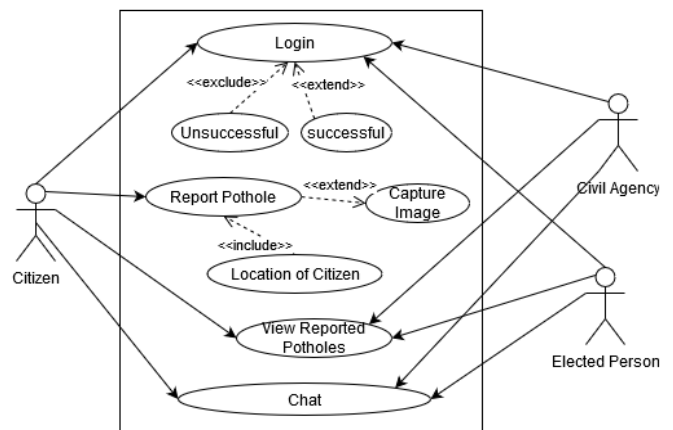 Login
<<exclude>>
<<extend>>
Unsuccessful
successful
Report Pothole
<<extend>>
Capture
Image
Civil Agency
<<include>>
Citizen
Location of Citizen
View Reported
Potholes
Elected Person
Chat